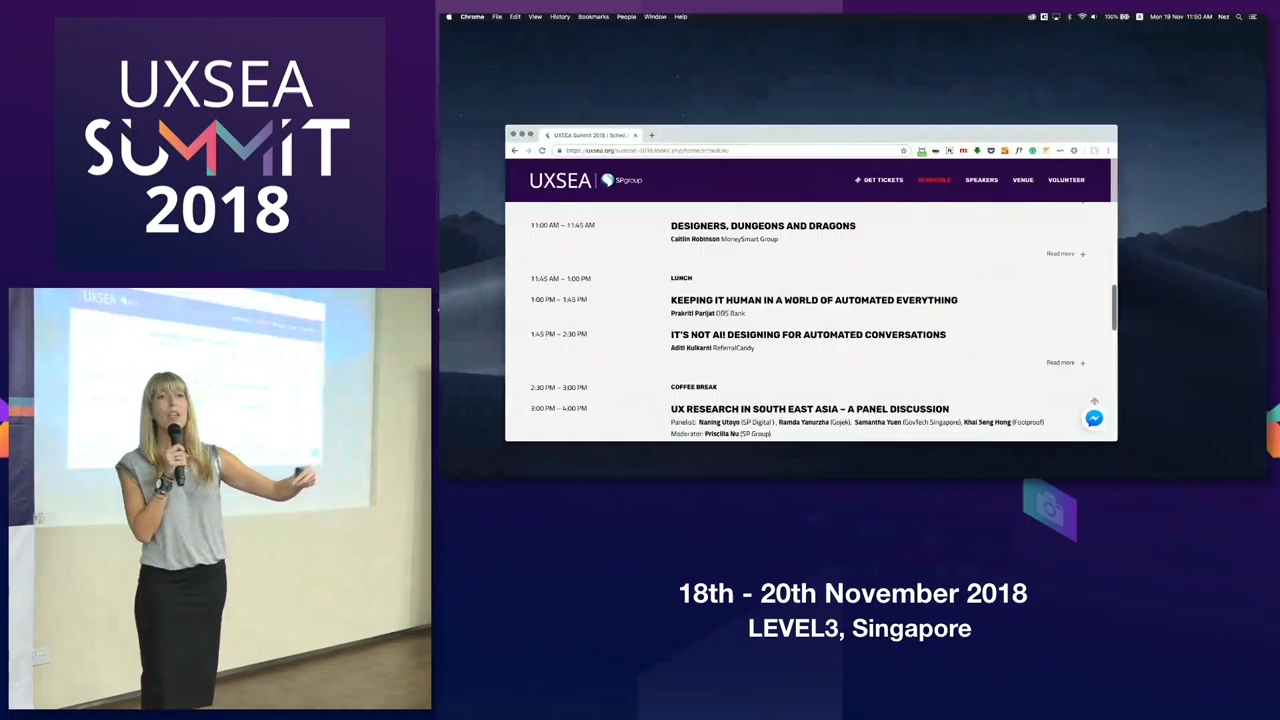 UXSEA
SUMMIT
2018
Chrome File Edit View History Bookmarks People Window Help
100% Mon 19 Nov 11:50 AM Nez
UXSEA Summit 2018 | Sched
UXSEA | SPgroup
GET TICKETS SCHEDULE SPEAKERS VENUE VOLUNTEER
11:00 AM – 11:45 AM DESIGNERS, DUNGEONS AND DRAGONS
Caitlin Robinson MoneySmart Group
Read more +
11:45 AM – 1:00 PM LUNCH
1:00 PM – 1:45 PM KEEPING IT HUMAN IN A WORLD OF AUTOMATED EVERYTHING
Prakriti Parijat DBS Bank
1:45 PM – 2:30 PM IT'S NOT AI! DESIGNING FOR AUTOMATED CONVERSATIONS
Aditi Kulkarni ReferralCandy
Read more +
2:30 PM – 3:00 PM COFFEE BREAK
3:00 PM – 4:00 PM UX RESEARCH IN SOUTH EAST ASIA – A PANEL DISCUSSION
Panelist: Naning Utoyo (SP Digital ) , Ramda Yanurzha (Gojek), Samantha Yuen (GovTech Singapore), Khai Seng Hong (Foolproof)
Moderator: Priscilla Nu (SP Group)
UXSEA
18th - 20th November 2018
LEVEL3, Singapore